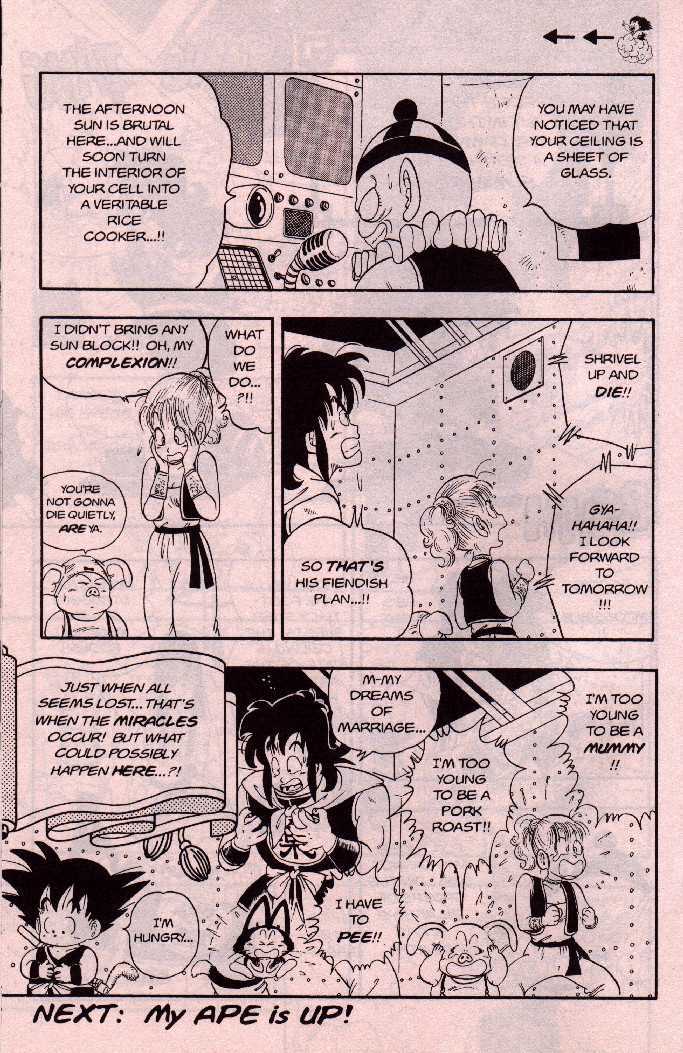 YOU MAY HAVE
NOTICED THAT
YOUR CEILING IS
A SHEET OF
GLASS.
THE AFTERNOON
SUN IS BRUTAL
HERE...AND WILL
SOON TURN
THE INTERIOR OF
YOUR CELL INTO
A VERITABLE
RICE
COOKER...!!
SHRIVEL
UP AND
DIE!!
GYA-
HAHAHA!!
I LOOK
FORWARD
TO
TOMORROW
!!!
SO THAT'S
HIS FIENDISH
PLAN...!!
WHAT
DO
WE
DO...
?!!
I DIDN'T BRING ANY
SUN BLOCK!! OH, MY
COMPLEXION!!
YOU'RE
NOT GONNA
DIE QUIETLY,
ARE YA.
I'M TOO
YOUNG
TO BE A
MUMMY
!!
I'M TOO
YOUNG
TO BE A
PORK
ROAST!!
M-MY
DREAMS
OF
MARRIAGE...
I HAVE
TO
PEE!!
I'M
HUNGRY...
JUST WHEN ALL
SEEMS LOST...THAT'S
WHEN THE MIRACLES
OCCUR! BUT WHAT
COULD POSSIBLY
HAPPEN HERE...?!
NEXT: My APE is UP!